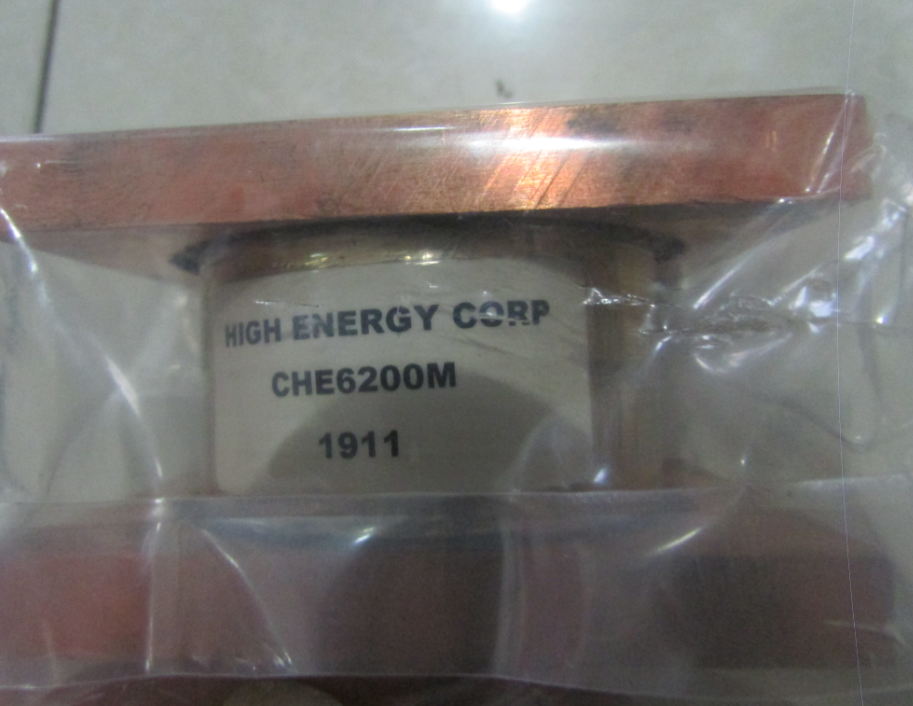 HIGH ENERGY CORP
CHE6200M
1911